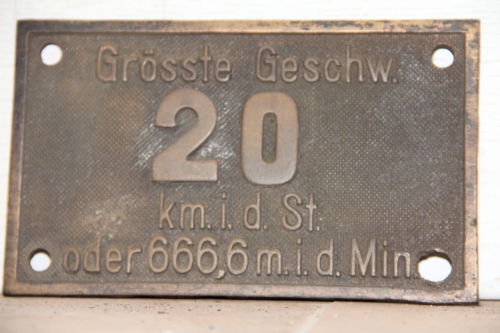 Grösste Geschw.
20
km. i. d. St.
oder 666,6 m. i. d. Min